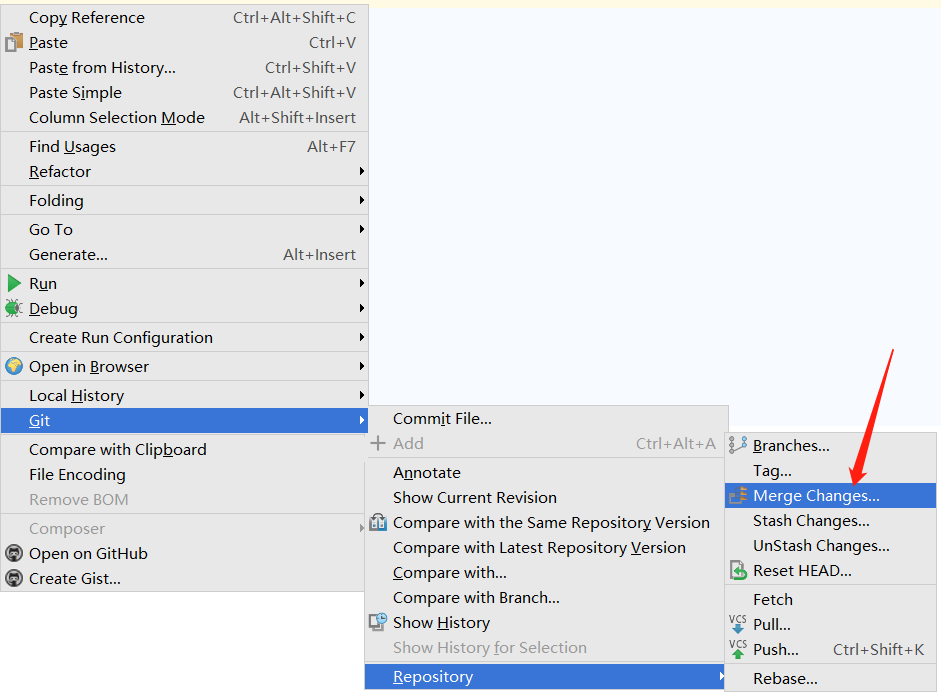 Copy Reference Ctrl+Alt+Shift+C
Paste Ctrl+V
Paste from History... Ctrl+Shift+V
Paste Simple Ctrl+Alt+Shift+V
Column Selection Mode Alt+Shift+Insert
Find Usages Alt+F7
Refactor
Folding
Go To
Generate... Alt+Insert
Run
Debug
Create Run Configuration
Open in Browser
Local History
Git
Compare with Clipboard
File Encoding
Remove BOM
Composer
Open on GitHub
Create Gist...
Commit File...
Add Ctrl+Alt+A
Annotate
Show Current Revision
Compare with the Same Repository Version
Compare with Latest Repository Version
Compare with...
Compare with Branch...
Show History
Show History for Selection
Repository
Branches...
Tag...
Merge Changes...
Stash Changes...
UnStash Changes...
Reset HEAD...
Fetch
VCS Pull...
VCS Push... Ctrl+Shift+K
Rebase...